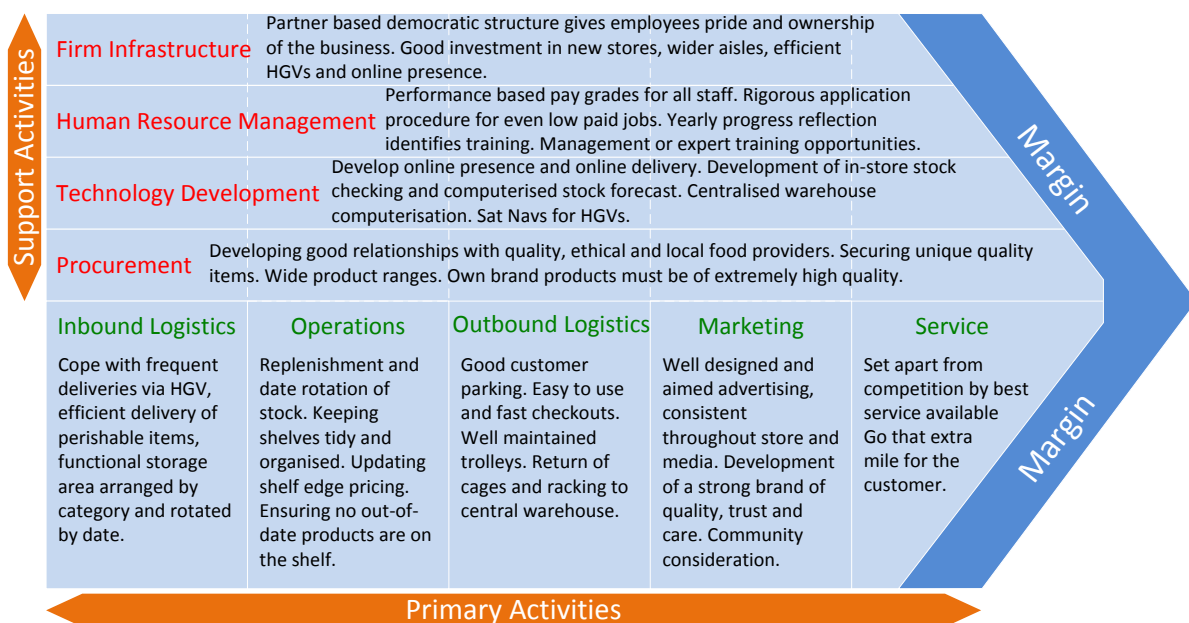 Support Activities
Firm Infrastructure
Partner based democratic structure gives employees pride and ownership
of the business. Good investment in new stores, wider aisles, efficient
HGVs and online presence.
Human Resource Management
Performance based pay grades for all staff. Rigorous application
procedure for even low paid jobs. Yearly progress reflection
identifies training. Management or expert training opportunities.
Technology Development
Develop online presence and online delivery. Development of in-store stock
checking and computerised stock forecast. Centralised warehouse
computerisation. Sat Navs for HGVs.
Procurement
Developing good relationships with quality, ethical and local food providers. Securing unique quality
items. Wide product ranges. Own brand products must be of extremely high quality.
Margin
Inbound Logistics
Cope with frequent
deliveries via HGV,
efficient delivery of
perishable items,
functional storage
area arranged by
category and rotated
by date.
Operations
Replenishment and
date rotation of
stock. Keeping
shelves tidy and
organised. Updating
shelf edge pricing.
Ensuring no out-of-
date products are on
the shelf.
Outbound Logistics
Good customer
parking. Easy to use
and fast checkouts.
Well maintained
trolleys. Return of
cages and racking to
central warehouse.
Marketing
Well designed and
aimed advertising,
consistent
throughout store and
media. Development
of a strong brand of
quality, trust and
care. Community
consideration.
Service
Set apart from
competition by best
service available
Go that extra
mile for the
customer.
Margin
Primary Activities